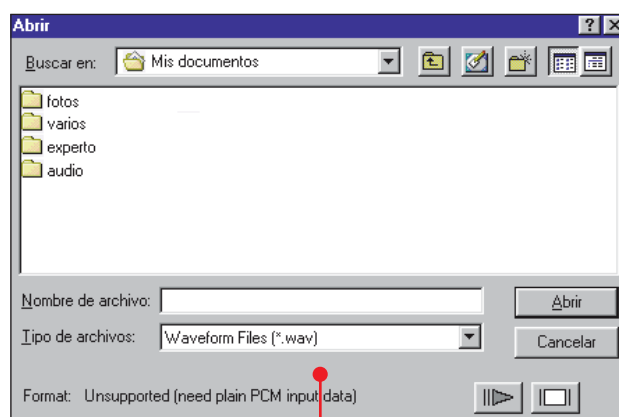 Abrir
Buscar en: Mis documentos
fotos
varios
experto
audio
Nombre de archivo: Abrir
Tipo de archivos: Waveform Files (*.wav) Cancelar
Format: Unsupported (need plain PCM input data)